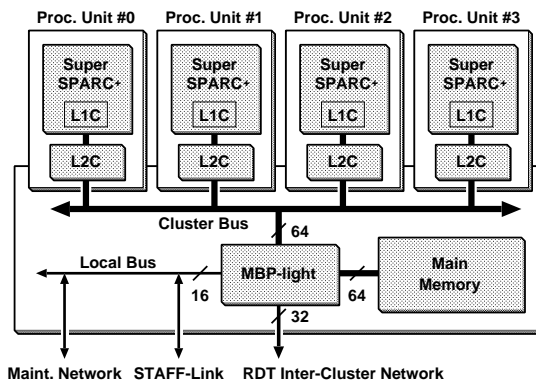 Proc. Unit #0 Proc. Unit #1 Proc. Unit #2 Proc. Unit #3
Super Super Super Super
SPARC+ SPARC+ SPARC+ SPARC+
L1C L1C L1C L1C
L2C L2C L2C L2C
Cluster Bus
64
Local Bus
MBP-light
Main
Memory
16
64
32
Maint. Network STAFF-Link RDT Inter-Cluster Network